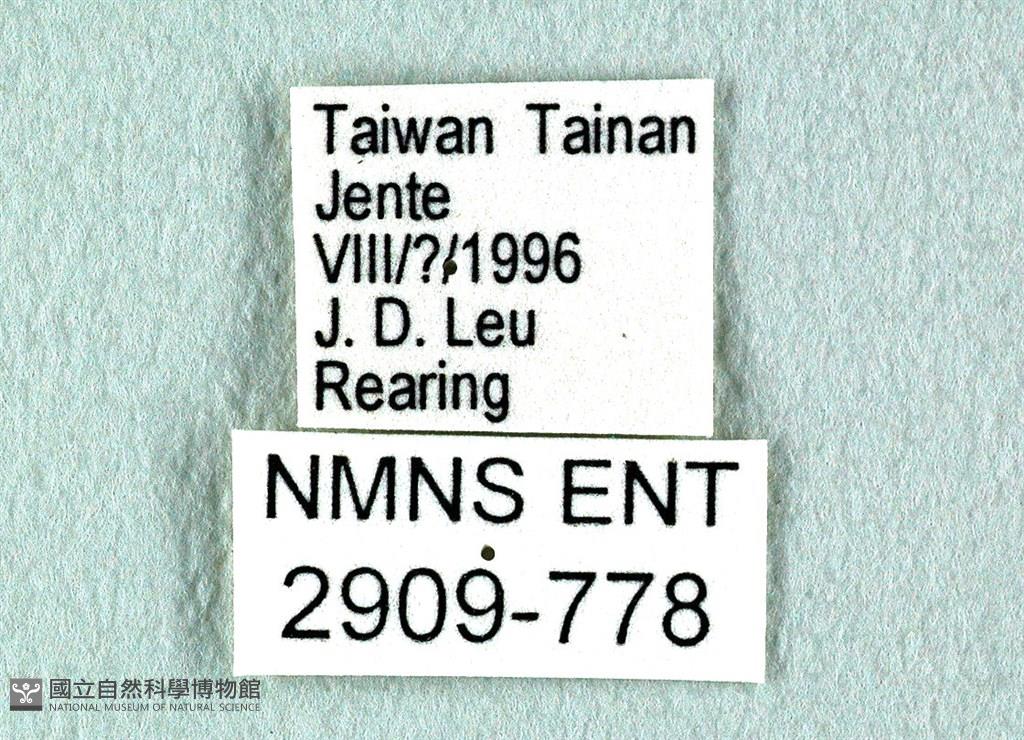 Taiwan Tainan
Jente
VIII/?/1996
J. D. Leu
Rearing
NMNS ENT
2909-778
國立自然科學博物館
NATIONAL MUSEUM OF NATURAL SCIENCE